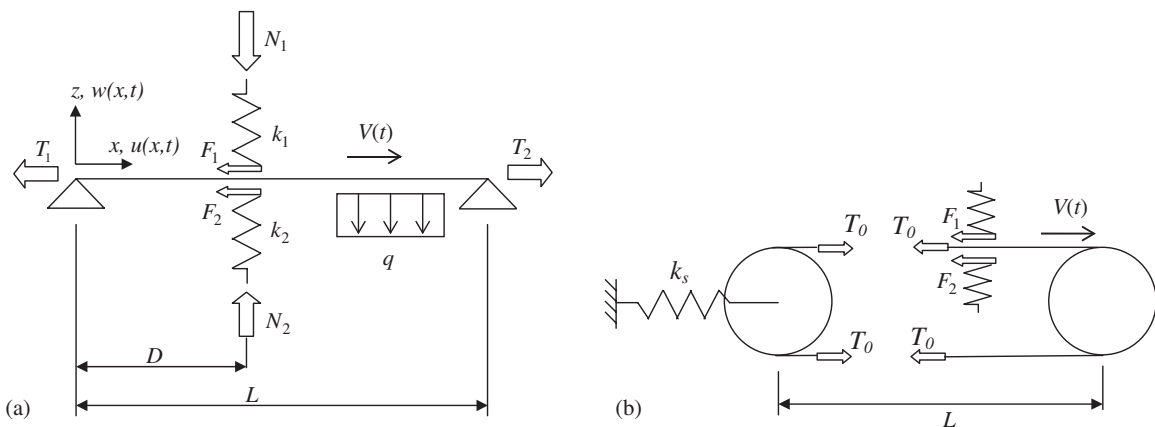 N₁
z, w(x,t)
k₁
x, u(x,t)
F₁
V(t)
T₁
T₂
F₂
k₂
q
N₂
D
L
(a)
F₁
V(t)
T₀
T₀
kₛ
F₂
T₀
T₀
L
(b)